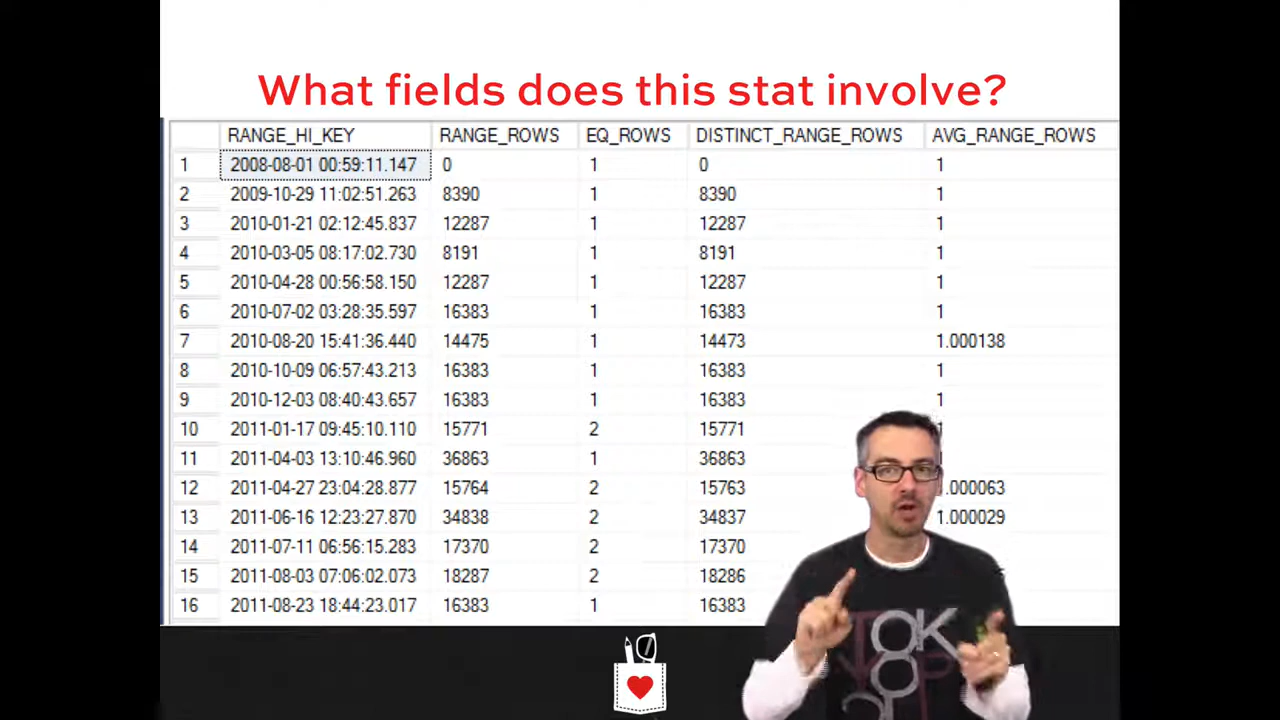 What fields does this stat involve?
RANGE_HI_KEY RANGE_ROWS EQ_ROWS DISTINCT_RANGE_ROWS AVG_RANGE_ROWS
1 2008-08-01 00:59:11.147 0 1 0 1
2 2009-10-29 11:02:51.263 8390 1 8390 1
3 2010-01-21 02:12:45.837 12287 1 12287 1
4 2010-03-05 08:17:02.730 8191 1 8191 1
5 2010-04-28 00:56:58.150 12287 1 12287 1
6 2010-07-02 03:28:35.597 16383 1 16383 1
7 2010-08-20 15:41:36.440 14475 1 14473 1.000138
8 2010-10-09 06:57:43.213 16383 1 16383 1
9 2010-12-03 08:40:43.657 16383 1 16383 1
10 2011-01-17 09:45:10.110 15771 2 15771 1
11 2011-04-03 13:10:46.960 36863 1 36863
12 2011-04-27 23:04:28.877 15764 2 15763 .000063
13 2011-06-16 12:23:27.870 34838 2 34837 1.000029
14 2011-07-11 06:56:15.283 17370 2 17370
15 2011-08-03 07:06:02.073 18287 2 18286
16 2011-08-23 18:44:23.017 16383 1 16383